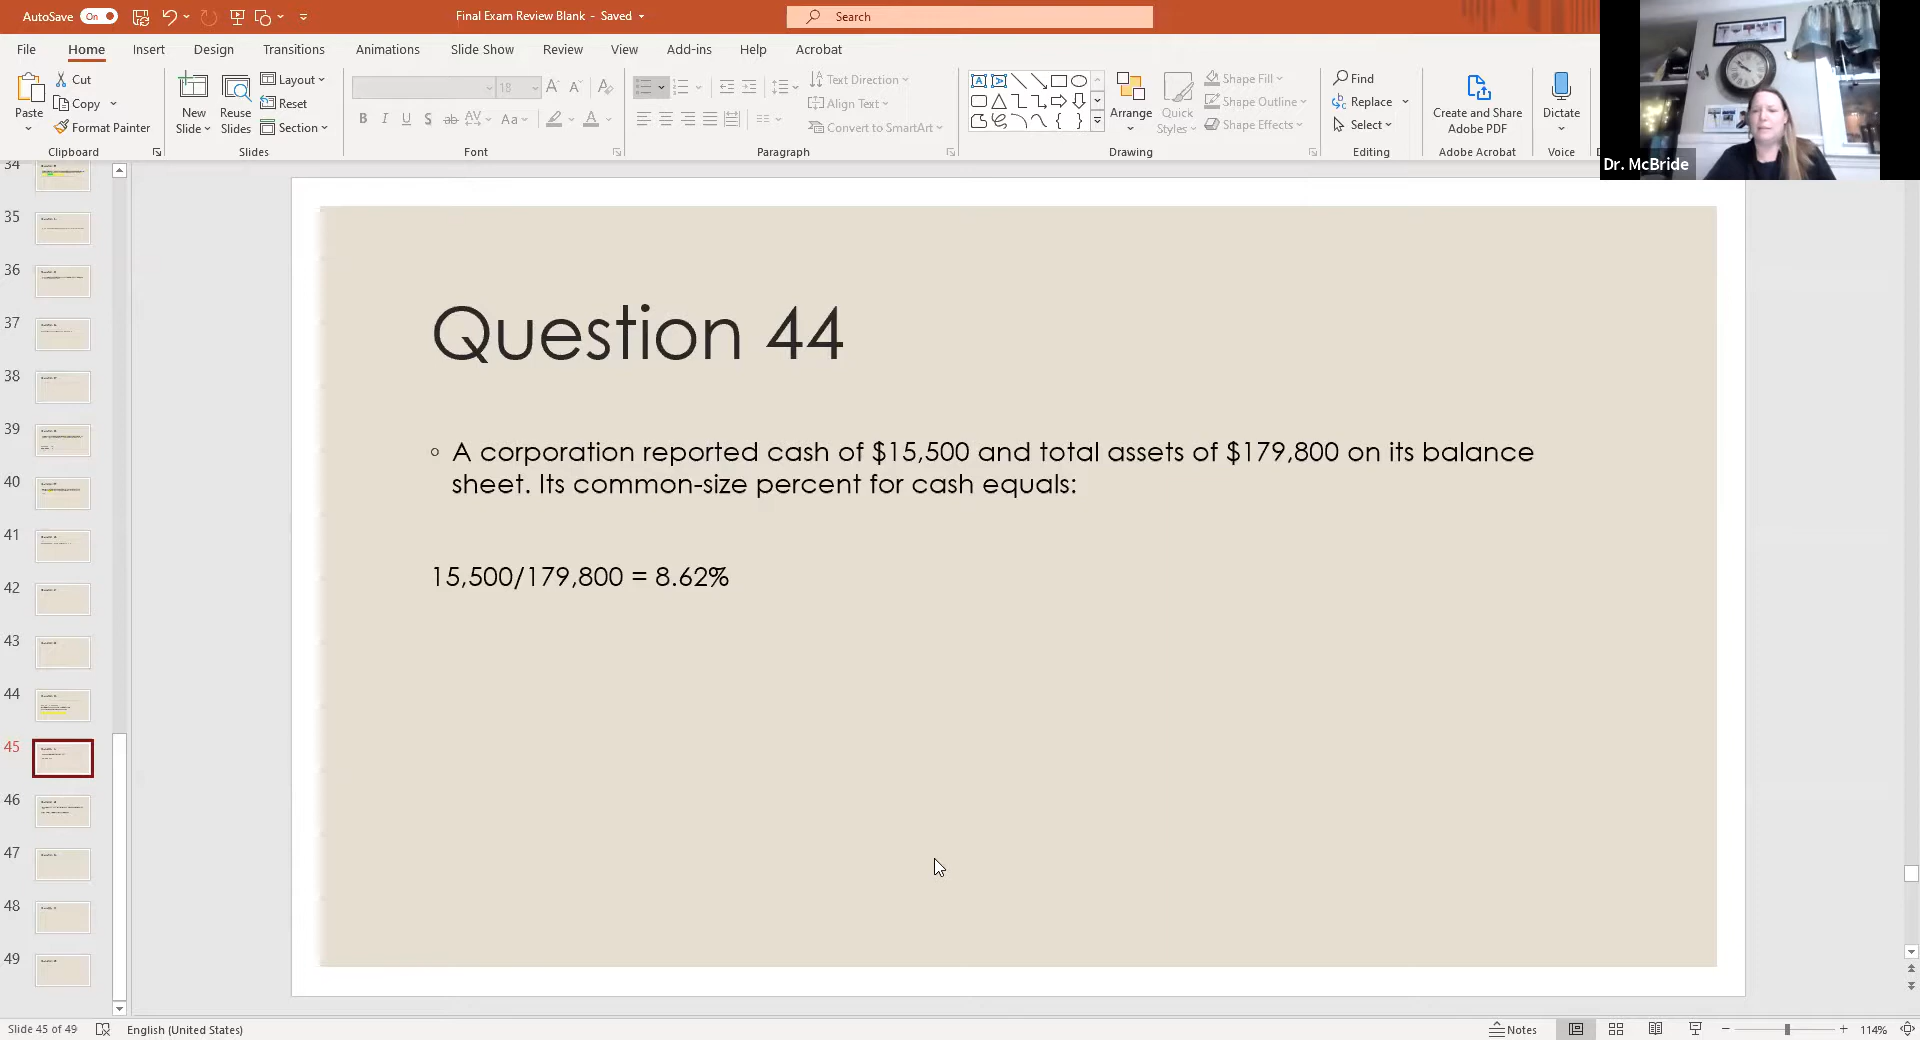 AutoSave On Final Exam Review Blank - Saved Search
File Home Insert Design Transitions Animations Slide Show Review View Add-ins Help Acrobat
Paste Cut Copy Format Painter
Clipboard
New Slide Reuse Slides Layout Reset Section
Slides
18
B I U S ab AV Aa
Font
Text Direction
Align Text
Convert to SmartArt
Paragraph
Arrange
Quick Styles
Shape Fill
Shape Outline
Shape Effects
Drawing
Find
Replace
Select
Editing
Create and Share Adobe PDF
Adobe Acrobat
Dictate
Voice
Dr. McBride
34
35
36
37
38
39
40
41
42
43
44
45
46
47
48
49
Question 44
A corporation reported cash of $15,500 and total assets of $179,800 on its balance
sheet. Its common-size percent for cash equals:
15,500/179,800 = 8.62%
Slide 45 of 49 English (United States) Notes 114%